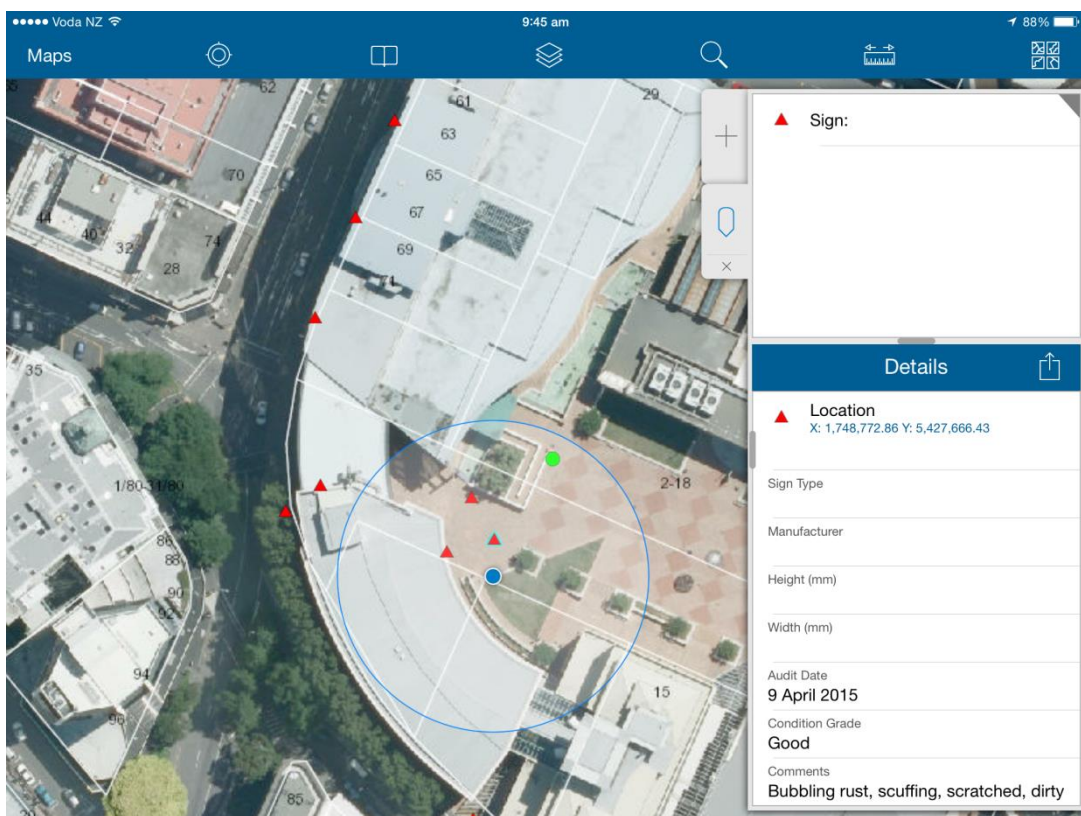 Voda NZ
9:45 am
88%
Maps
62
61
29
63
65
70
67
44
40
32
74
69
71
28
35
1/80-31/80
2-18
86
88
90
92
94
96
15
85
Sign:
Details
Location
X: 1,748,772.86 Y: 5,427,666.43
Sign Type
Manufacturer
Height (mm)
Width (mm)
Audit Date
9 April 2015
Condition Grade
Good
Comments
Bubbling rust, scuffing, scratched, dirty